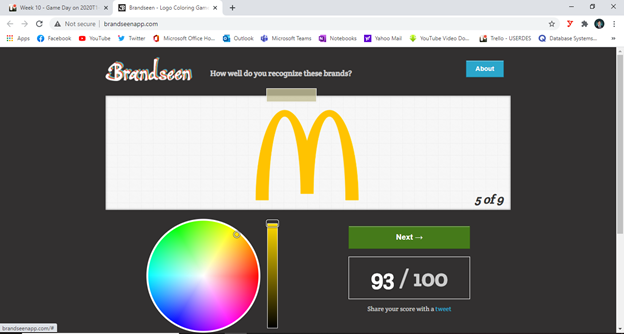 Week 10 - Game Day on 2020T1
Brandseen › Logo Coloring Gam
Not secure | brandseenapp.com
Apps Facebook YouTube Twitter Microsoft Office Ho... Outlook Microsoft Teams Notebooks Yahoo Mail YouTube Video Do... Trello - USERDES Database Systems...
Brandseen
How well do you recognize these brands?
About
5 of 9
Next →
93 / 100
Share your score with a tweet
brandseenapp.com/#